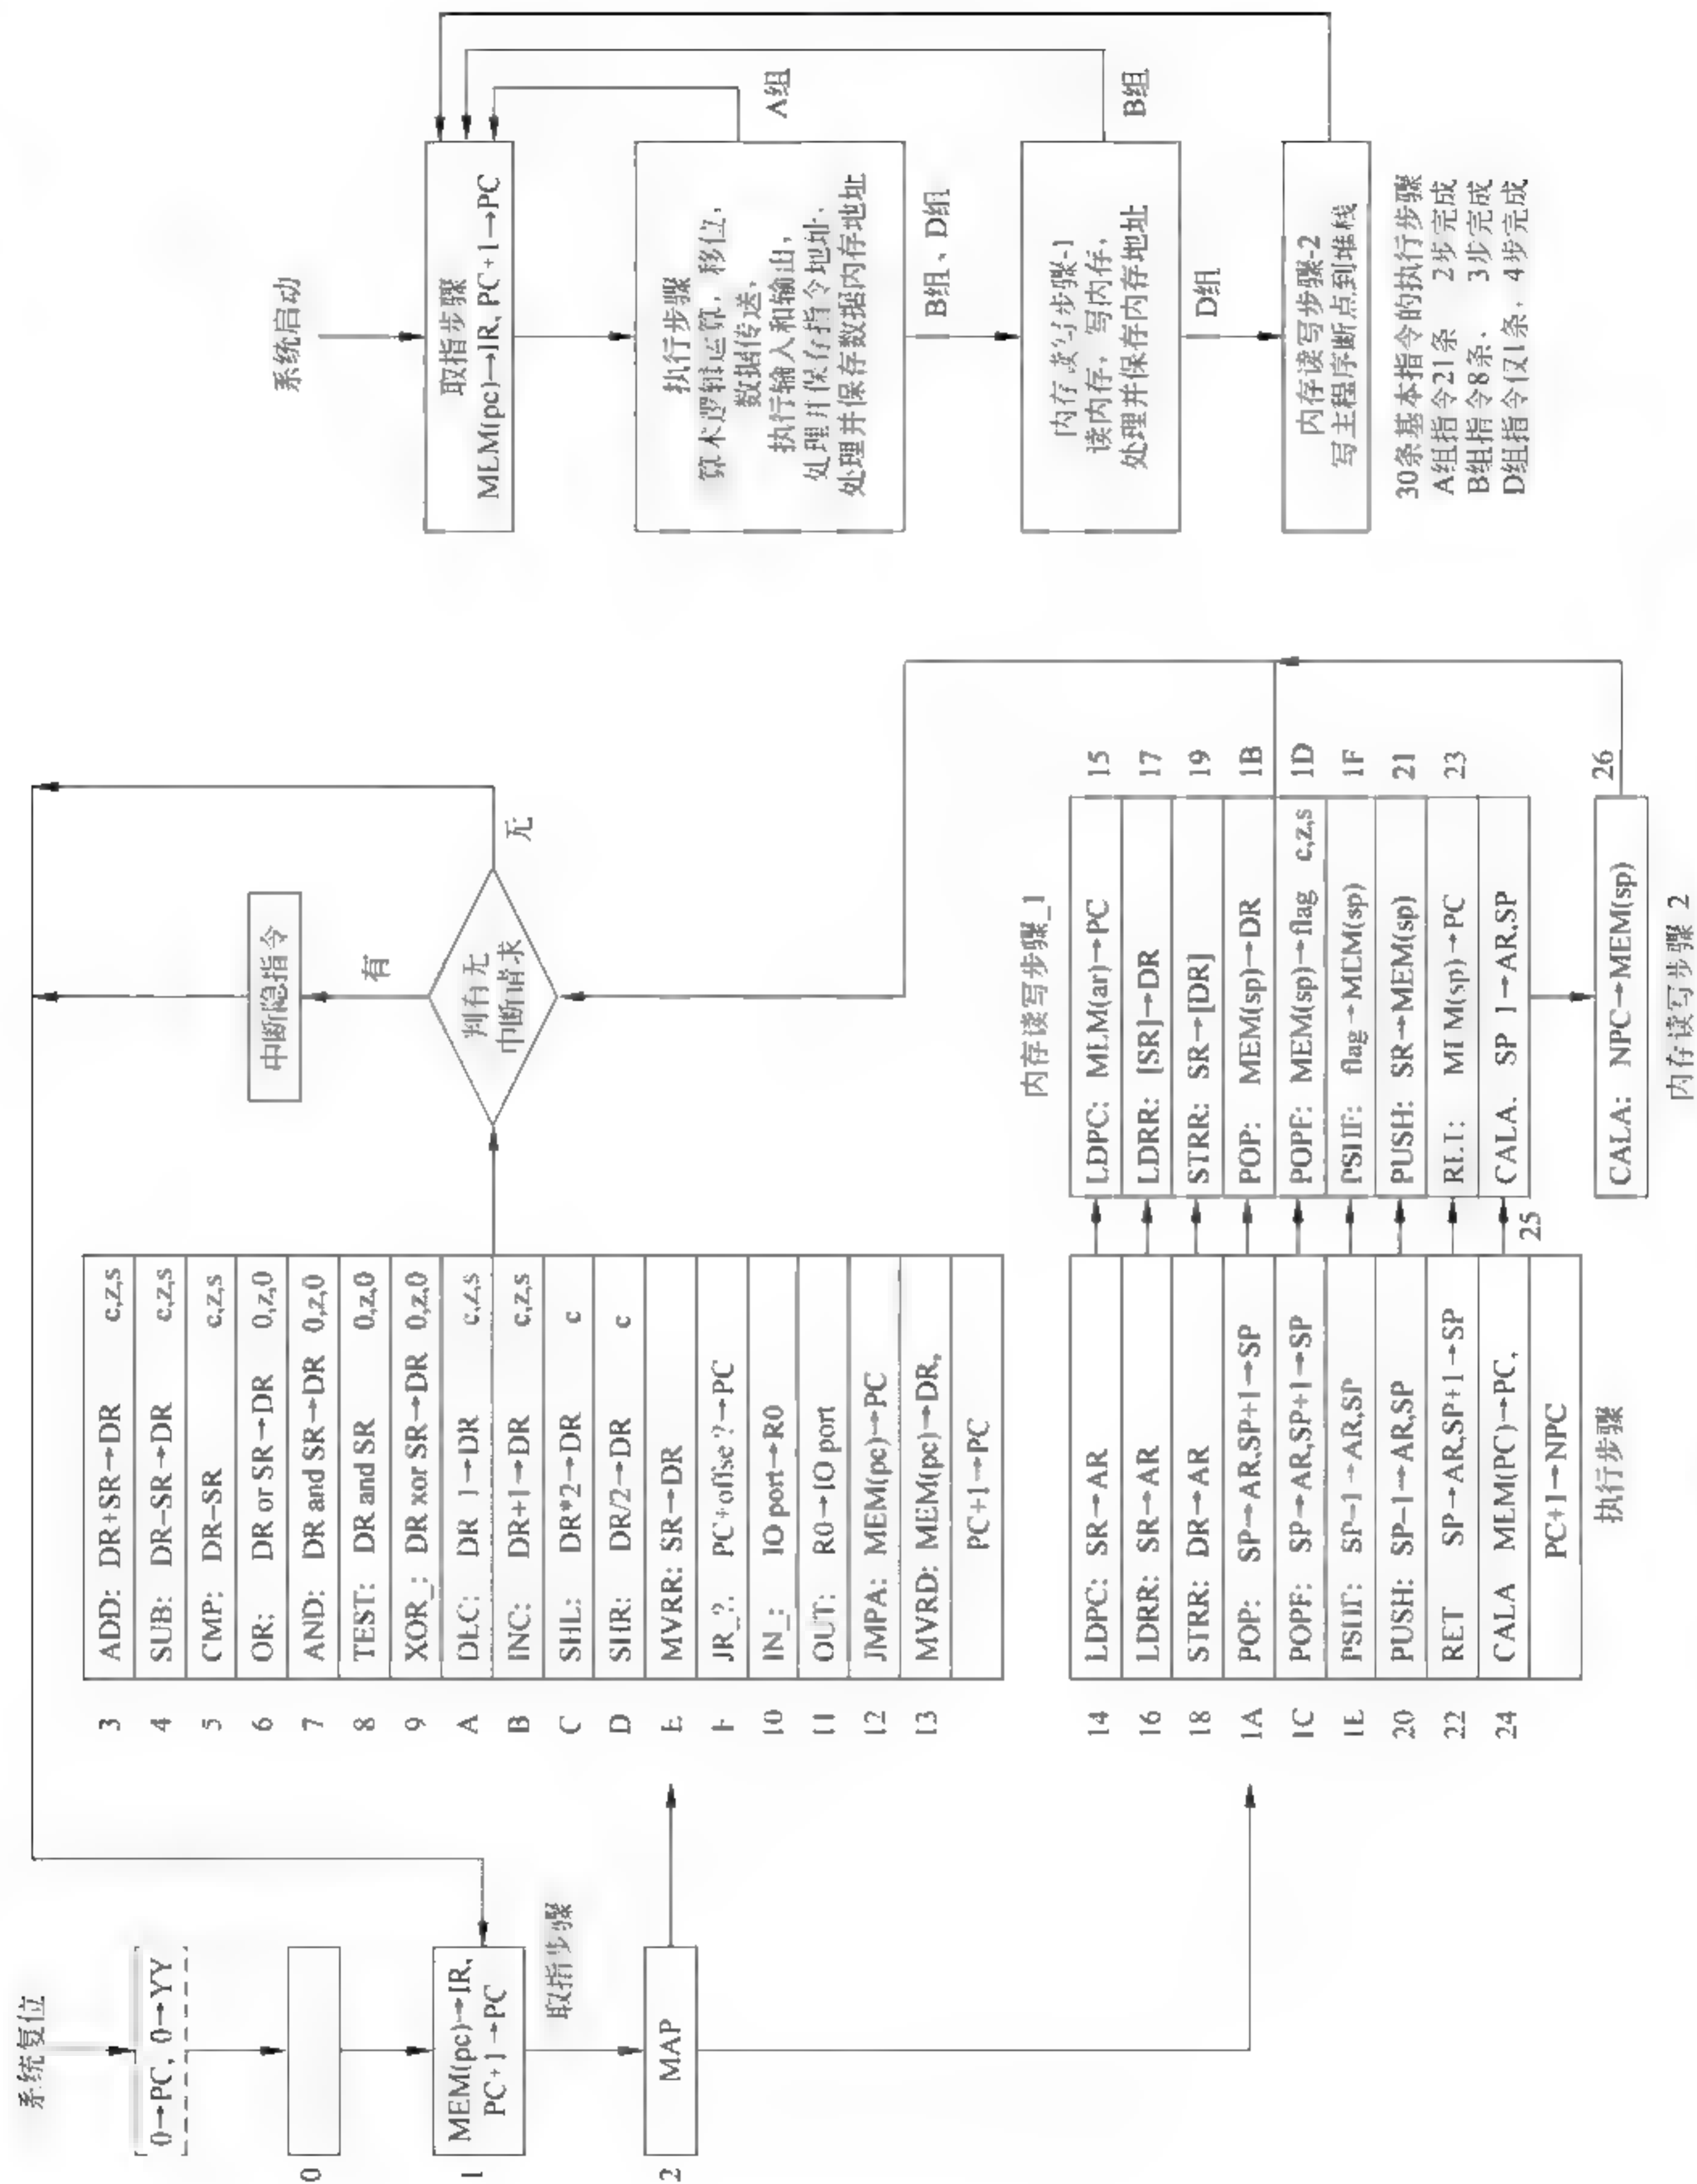 系统复位
0→PC, 0→YY
0
1
MEM(pc)→IR,
PC+1→PC
取指步骤
2
MAP
3 ADD: DR+SR→DR c,z,s
4 SUB: DR−SR→DR c,z,s
5 CMP: DR−SR c,z,s
6 OR: DR or SR→DR 0,z,0
7 AND: DR and SR→DR 0,z,0
8 TEST: DR and SR 0,z,0
9 XOR_: DR xor SR→DR 0,z,0
A DEC: DR 1→DR c,z,s
B INC: DR+1→DR c,z,s
C SHL: DR*2→DR c
D SHR: DR/2→DR c
E MVRR: SR→DR
F JR_?: PC+offset?→PC
10 IN_: IO port→R0
11 OUT: R0→IO port
12 JMPA: MEM(pc)→PC
13 MVRD: MEM(pc)→DR,
PC+1→PC
中断隐指令
有
判有无
中断请求
无
14 LDPC: SR→AR
16 LDRR: SR→AR
18 STRR: DR→AR
1A POP: SP→AR,SP+1→SP
1C POPF: SP→AR,SP+1→SP
1E PSHF: SP-1→AR,SP
20 PUSH: SP-1→AR,SP
22 RET SP→AR,SP+1→SP
24 CALA MEM(PC)→PC,
PC+1→NPC
执行步骤
内存读写步骤_1
LDPC: MEM(ar)→PC 15
LDRR: [SR]→DR 17
STRR: SR→[DR] 19
POP: MEM(sp)→DR 1B
POPF: MEM(sp)→flag c,z,s 1D
PSHF: flag→MEM(sp) 1F
PUSH: SR→MEM(sp) 21
RET: MEM(sp)→PC 23
CALA. SP 1→AR,SP
25
CALA: NPC→MEM(sp) 26
内存读写步骤 2
系统启动
取指步骤
MEM(pc)→IR, PC+1→PC
执行步骤
算术逻辑运算,移位,
数据传送,
执行输入和输出,
处理并保存指令地址,
处理并保存数据内存地址
A组
B组、D组
内存读写步骤-1
读内存,写内存,
处理并保存内存地址
B组
D组
内存读写步骤-2
写主程序断点到堆栈
30条基本指令的执行步骤
A组指令21条 2步完成
B组指令8条、 3步完成
D组指令仅1条,4步完成